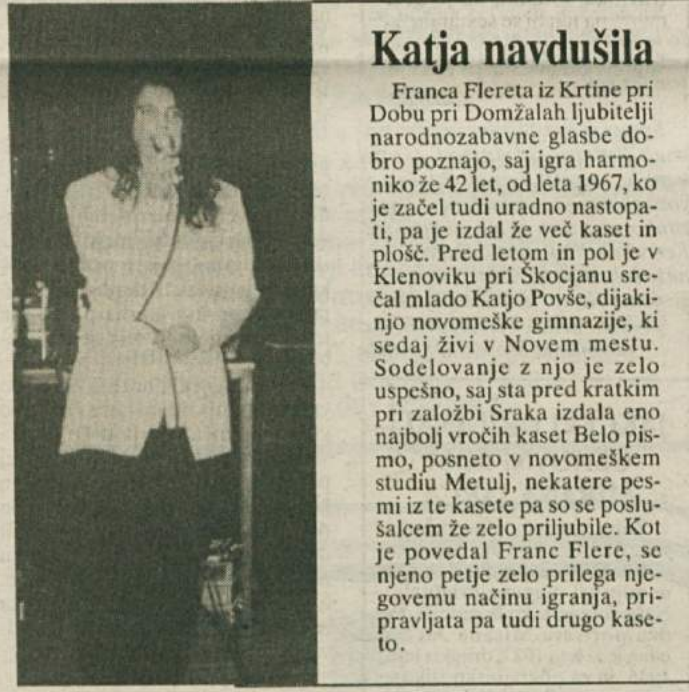 Katja navdušila
Franca Flereta iz Krtine pri
Dobu pri Domžalah ljubitelji
narodnozabavne glasbe do-
bro poznajo, saj igra harmo-
niko že 42 let, od leta 1967, ko
je začel tudi uradno nastopa-
ti, pa je izdal že več kaset in
plošč. Pred letom in pol je v
Klenoviku pri Škocjanu sre-
čal mlado Katjo Povše, dijaki-
njo novomeške gimnazije, ki
sedaj živi v Novem mestu.
Sodelovanje z njo je zelo
uspešno, saj sta pred kratkim
pri založbi Sraka izdala eno
najbolj vročih kaset Belo pis-
mo, posneto v novomeškem
studiu Metulj, nekatere pes-
mi iz te kasete pa so se poslu-
šalcem že zelo priljubile. Kot
je povedal Franc Flere, se
njeno petje zelo prilega nje-
govemu načinu igranja, pri-
pravljata pa tudi drugo kase-
to.